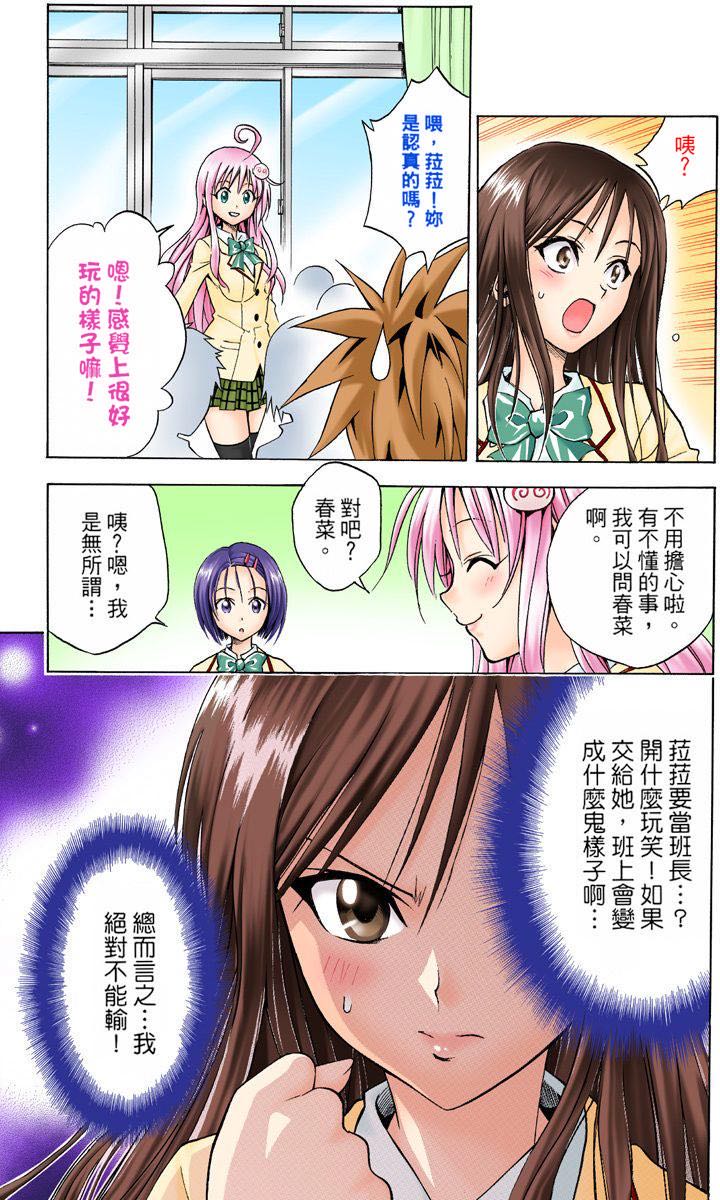 咦？
喂，菈菈！妳
是認真的嗎？
嗯！感覺上很好
玩的樣子嘛！
不用擔心啦。
有不懂的事，
我可以問春菜
啊。
對吧？
春菜。
咦？嗯，我
是無所謂…
菈菈要當班長…？
開什麼玩笑！如果
交給她，班上會變
成什麼鬼樣子啊…
總而言之…我
絕對不能輸！